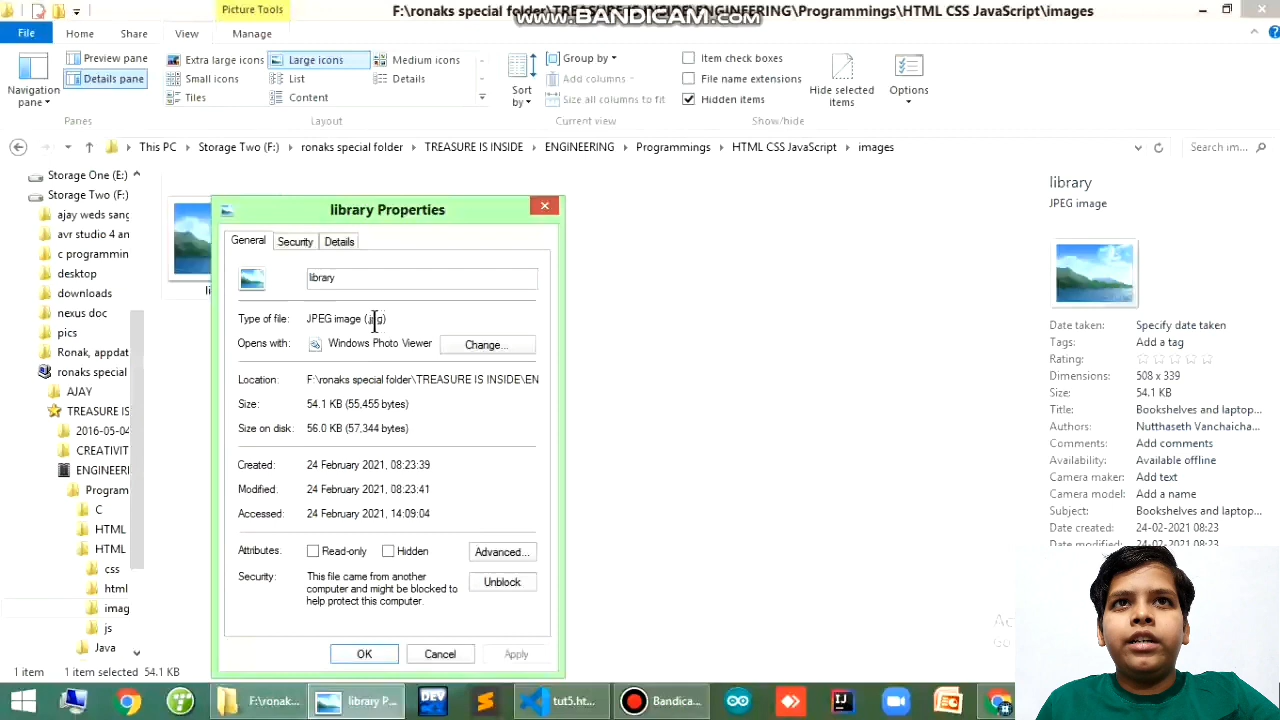 Picture Tools
F:\ronaks special folder\TREASURE IS INSIDE\ENGINEERING\Programmings\HTML CSS JavaScript\images
www.BANDICAM.com
File Home Share View Manage
Preview pane
Details pane
Navigation pane
Panes
Extra large icons Large icons Medium icons
Small icons List Details
Tiles Content
Layout
Sort by
Group by
Add columns
Size all columns to fit
Current view
Item check boxes
File name extensions
Hidden items
Hide selected items
Show/hide
Options
This PC Storage Two (F:) ronaks special folder TREASURE IS INSIDE ENGINEERING Programmings HTML CSS JavaScript images
Search im...
Storage One (E:)
Storage Two (F:)
ajay weds sang
avr studio 4 an
c programmin
desktop
downloads
nexus doc
pics
Ronak, appdat
ronaks special
AJAY
TREASURE IS
2016-05-04
CREATIVIT
ENGINEERI
Program
C
HTML
HTML
css
html
imag
js
Java
library Properties
General Security Details
library
Type of file: JPEG image (.jpg)
Opens with: Windows Photo Viewer Change...
Location: F:\ronaks special folder\TREASURE IS INSIDE\EN
Size: 54.1 KB (55,455 bytes)
Size on disk: 56.0 KB (57,344 bytes)
Created: 24 February 2021, 08:23:39
Modified: 24 February 2021, 08:23:41
Accessed: 24 February 2021, 14:09:04
Attributes: Read-only Hidden Advanced...
Security: This file came from another
computer and might be blocked to
help protect this computer.
Unblock
OK Cancel Apply
library
JPEG image
Date taken: Specify date taken
Tags: Add a tag
Rating:
Dimensions: 508 x 339
Size: 54.1 KB
Title: Bookshelves and laptop...
Authors: Nutthaseth Vanchaicha...
Comments: Add comments
Availability: Available offline
Camera maker: Add text
Camera model: Add a name
Subject: Bookshelves and laptop...
Date created: 24-02-2021 08:23
Date modified: 24-02-2021 08:23
1 item 1 item selected 54.1 KB
F:\ronak... library P... DEV tut5.ht... Bandica... IJ